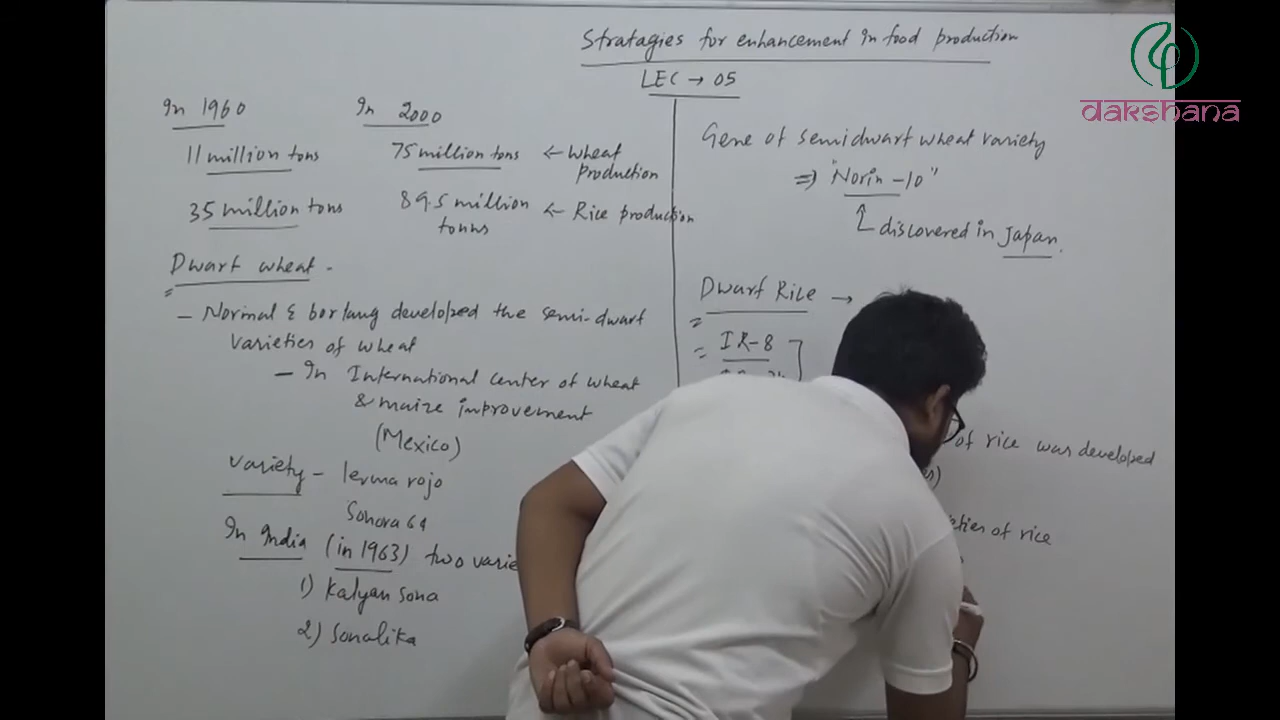 Stratagies for enhancement in food production
LEC → 05
dakshana
In 1960 In 2000
11 million tons 75 million tons ← Wheat
Production
35 million tons 89.5 million ← Rice production
tonns
Dwarf wheat -
- Normal & borlaug developed the semi-dwarf
varieties of wheat
- In International center of wheat
& maize improvement
(Mexico)
variety - lerma rojo
Sonora 64
In India (in 1963) two varie
1) Kalyan sona
2) Sonalika
Gene of semidwarf wheat variety
⇒ "Norin -10"
discovered in Japan.
Dwarf Rice →
= IR-8
of rice was developed
of rice